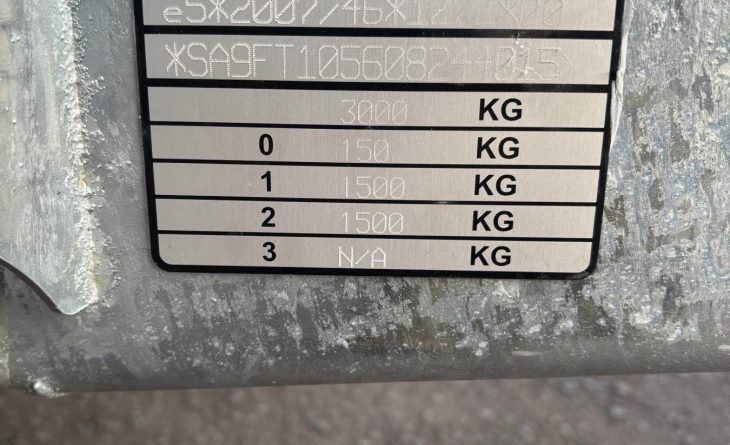 *SA9FT105608244015*
3000 KG
0 150 KG
1 1500 KG
2 1500 KG
3 N/A KG